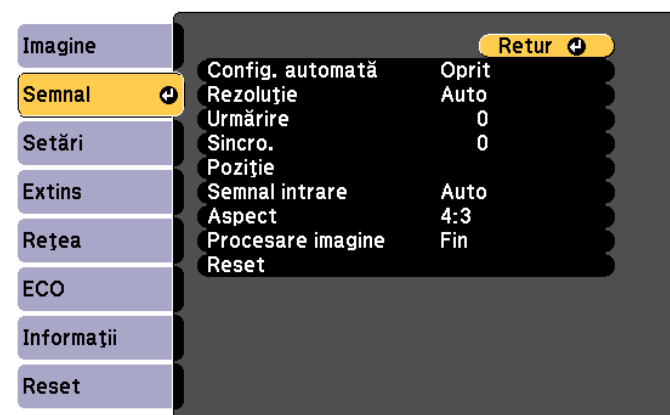 Imagine
Semnal
Setări
Extins
Reţea
ECO
Informaţii
Reset
Retur
Config. automată Oprit
Rezoluţie Auto
Urmărire 0
Sincro. 0
Poziţie
Semnal intrare Auto
Aspect 4:3
Procesare imagine Fin
Reset